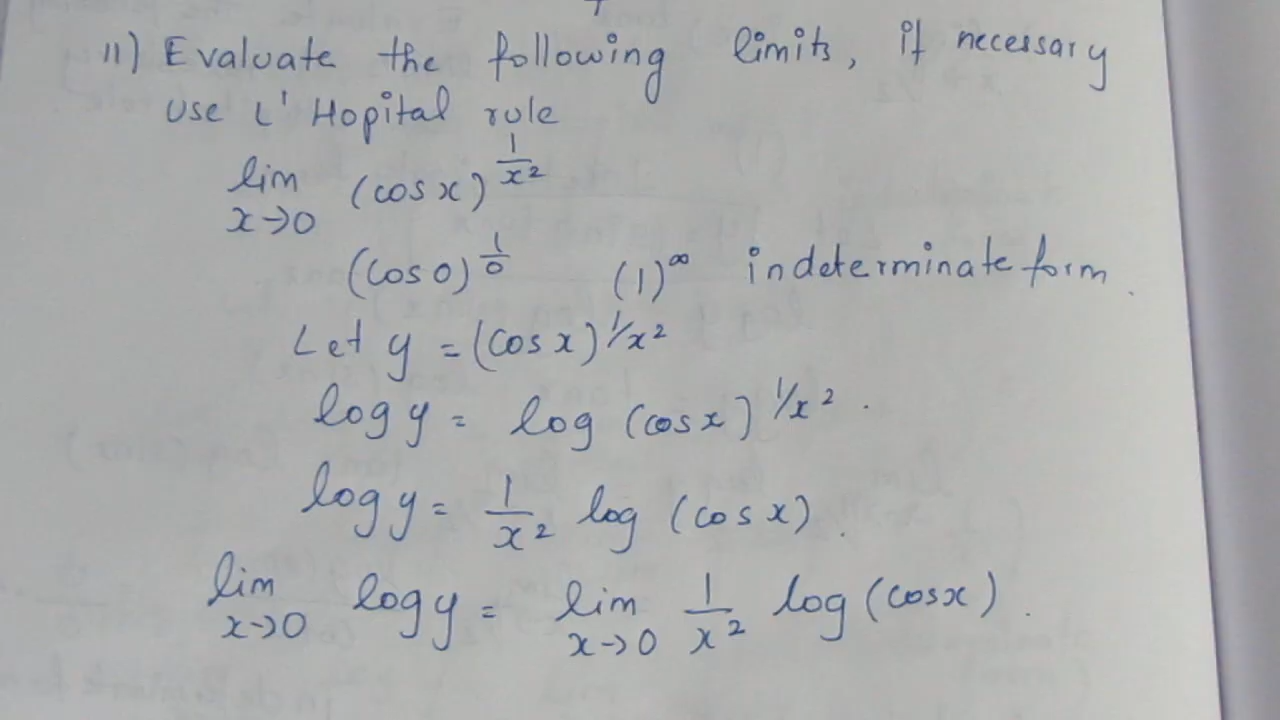 11) Evaluate the following limits, if necessary
use L' Hopital rule
lim x→0 (cos x)^(1/x²)
(cos 0)^(1/0) (1)^∞ indeterminate form.
Let y = (cos x)^(1/x²)
log y = log (cos x)^(1/x²).
log y = 1/x² log (cos x).
lim x→0 log y = lim x→0 1/x² log (cos x).